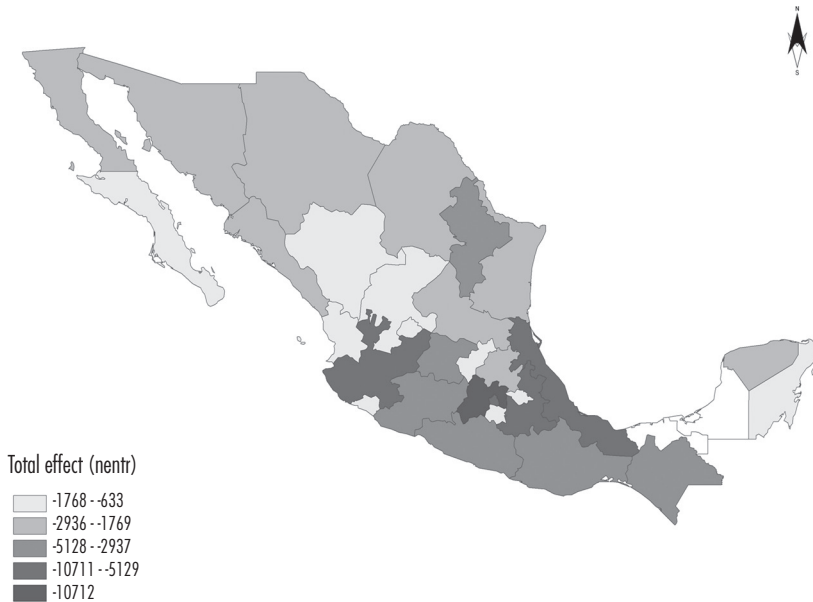 N
S
Total effect (nentr)
-1768 - -633
-2936 - -1769
-5128 - -2937
-10711 - -5129
-10712